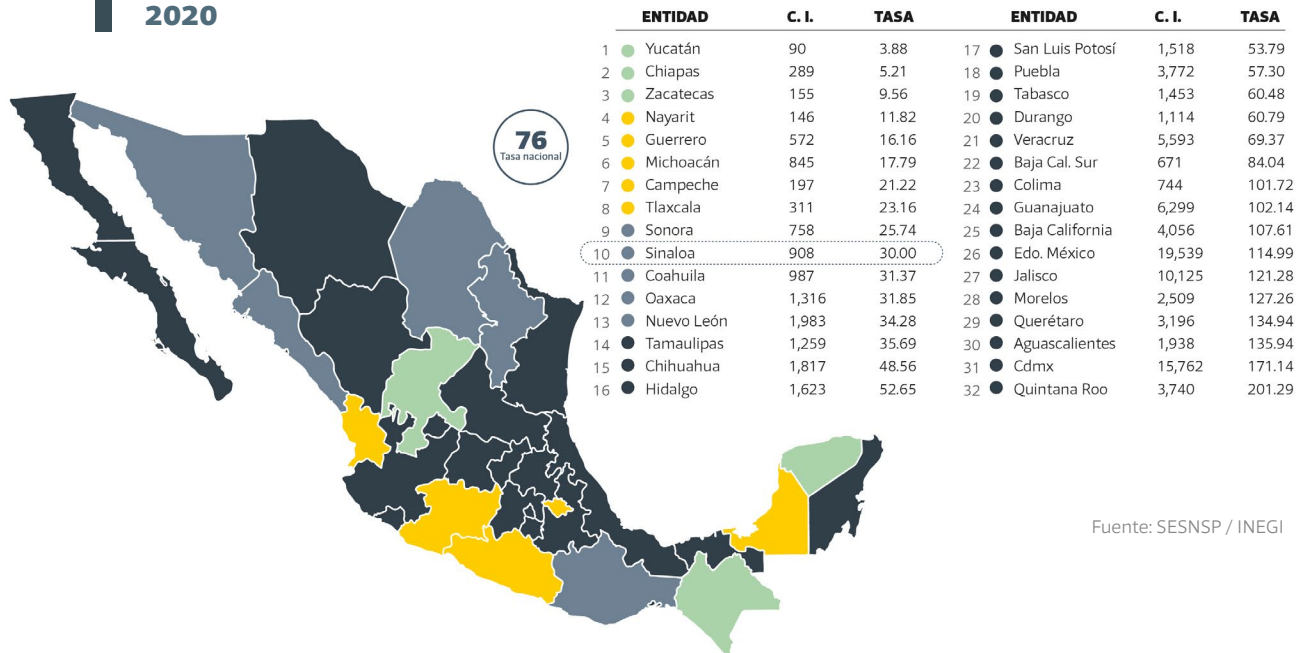 2020
76
Tasa nacional
ENTIDAD C. I. TASA
1 Yucatán 90 3.88
2 Chiapas 289 5.21
3 Zacatecas 155 9.56
4 Nayarit 146 11.82
5 Guerrero 572 16.16
6 Michoacán 845 17.79
7 Campeche 197 21.22
8 Tlaxcala 311 23.16
9 Sonora 758 25.74
10 Sinaloa 908 30.00
11 Coahuila 987 31.37
12 Oaxaca 1,316 31.85
13 Nuevo León 1,983 34.28
14 Tamaulipas 1,259 35.69
15 Chihuahua 1,817 48.56
16 Hidalgo 1,623 52.65
ENTIDAD C. I. TASA
17 San Luis Potosí 1,518 53.79
18 Puebla 3,772 57.30
19 Tabasco 1,453 60.48
20 Durango 1,114 60.79
21 Veracruz 5,593 69.37
22 Baja Cal. Sur 671 84.04
23 Colima 744 101.72
24 Guanajuato 6,299 102.14
25 Baja California 4,056 107.61
26 Edo. México 19,539 114.99
27 Jalisco 10,125 121.28
28 Morelos 2,509 127.26
29 Querétaro 3,196 134.94
30 Aguascalientes 1,938 135.94
31 Cdmx 15,762 171.14
32 Quintana Roo 3,740 201.29
Fuente: SESNSP / INEGI